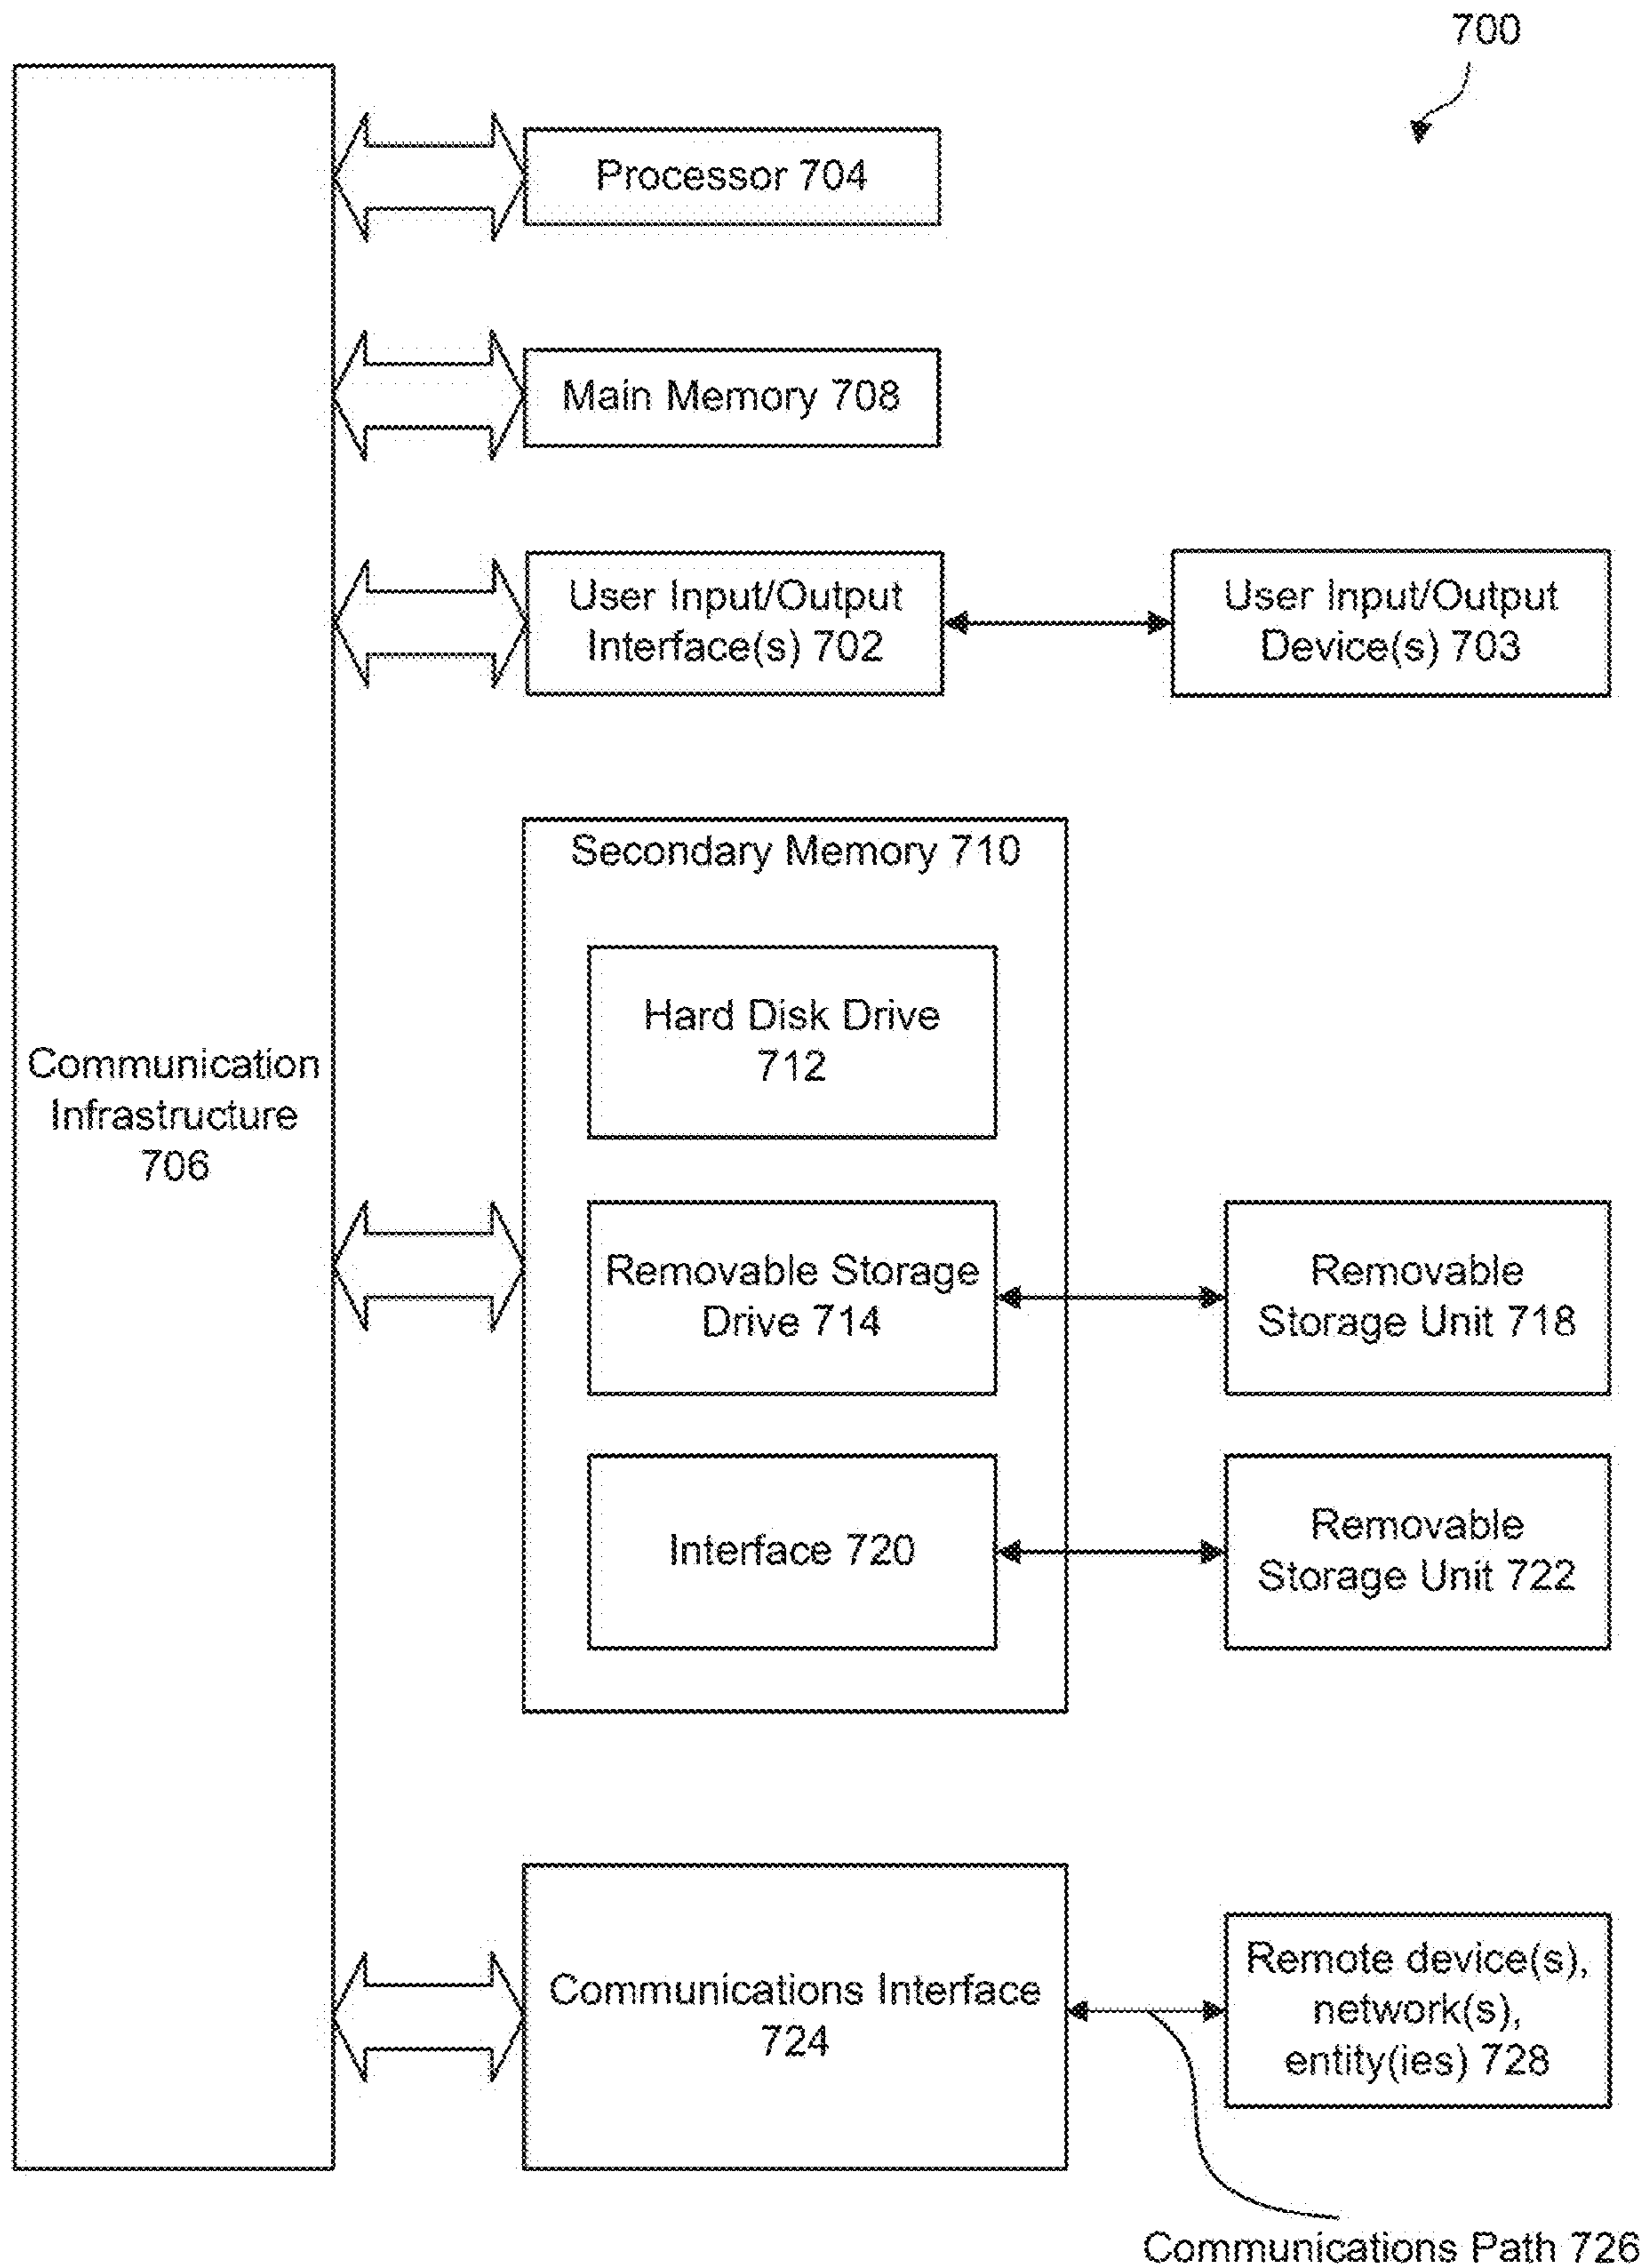 700
Processor 704
Main Memory 708
User Input/Output
Interface(s) 702
User Input/Output
Device(s) 703
Secondary Memory 710
Hard Disk Drive
712
Communication
Infrastructure
706
Removable Storage
Drive 714
Removable
Storage Unit 718
Interface 720
Removable
Storage Unit 722
Communications Interface
724
Remote device(s),
network(s),
entity(ies) 728
Communications Path 726